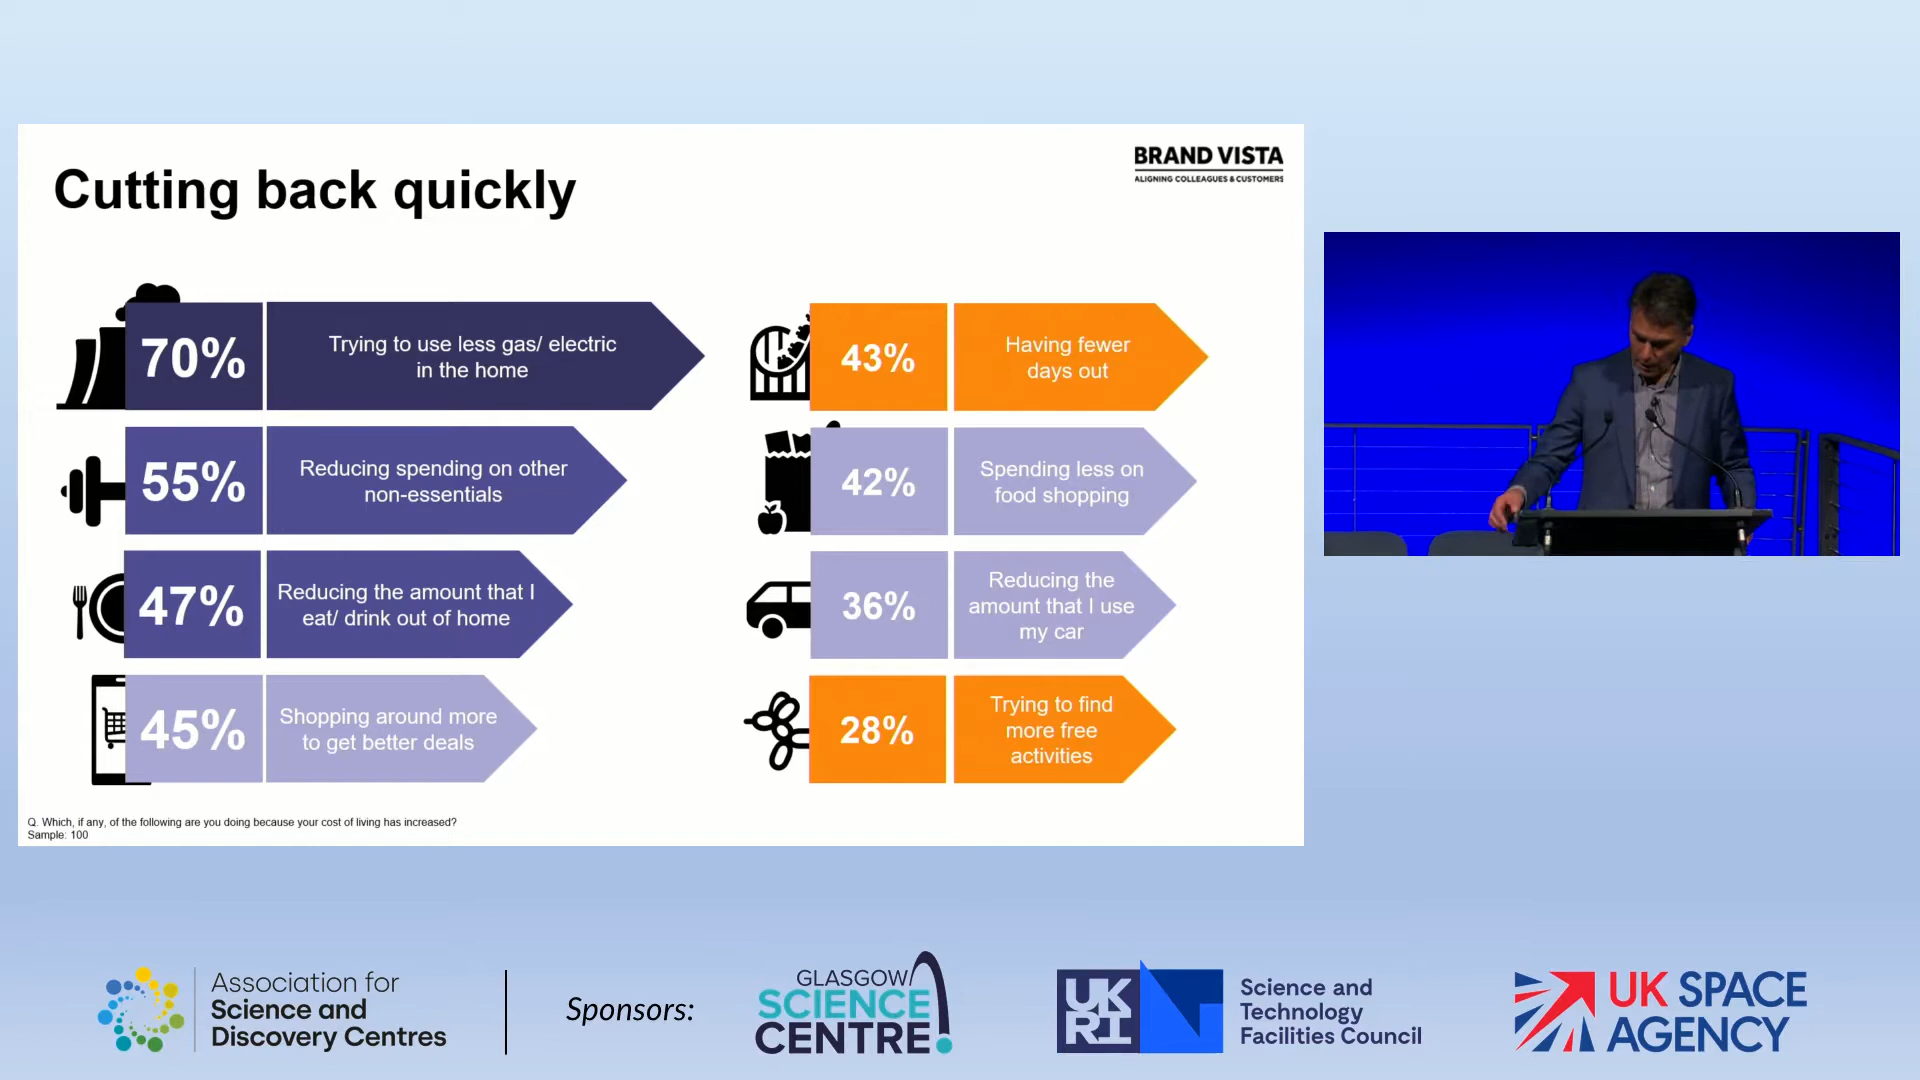 Cutting back quickly
BRAND VISTA
ALIGNING COLLEAGUES & CUSTOMERS
70%
Trying to use less gas/ electric
in the home
55%
Reducing spending on other
non-essentials
47%
Reducing the amount that I
eat/ drink out of home
45%
Shopping around more
to get better deals
43%
Having fewer
days out
42%
Spending less on
food shopping
36%
Reducing the
amount that I use
my car
28%
Trying to find
more free
activities
Q. Which, if any, of the following are you doing because your cost of living has increased?
Sample: 100
Association for
Science and
Discovery Centres
Sponsors:
GLASGOW
SCIENCE
CENTRE
UK
RI
Science and
Technology
Facilities Council
UK SPACE
AGENCY